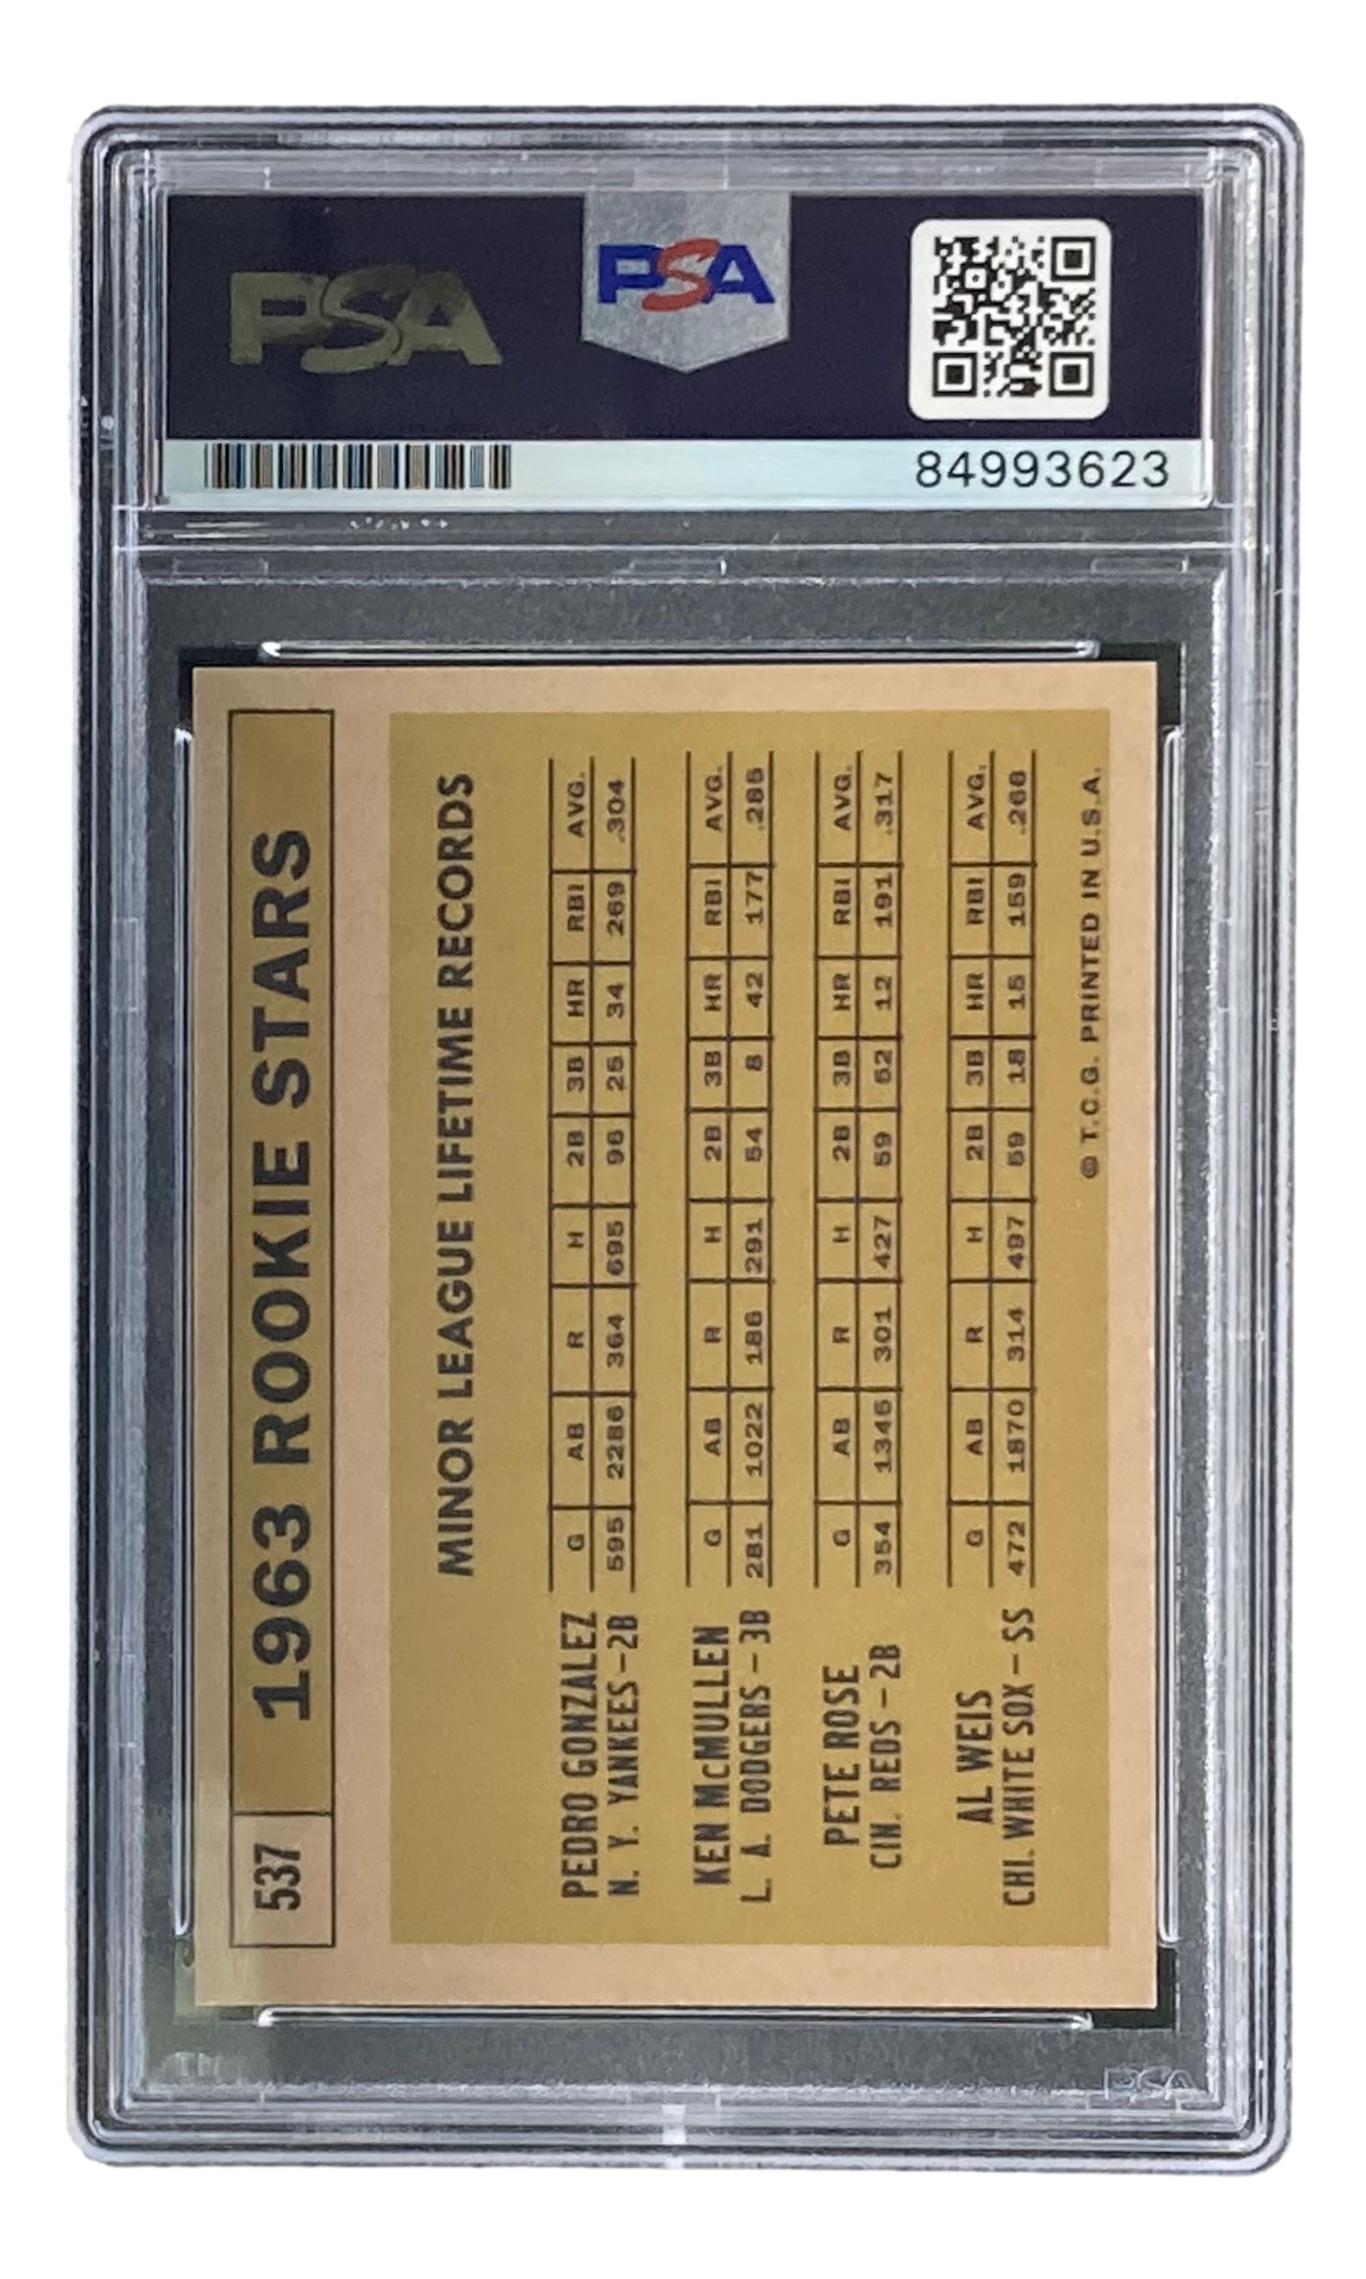 PSA
PSA
84993623
537 1963 ROOKIE STARS
MINOR LEAGUE LIFETIME RECORDS
G AB R H 2B 3B HR RBI AVG.
PEDRO GONZALEZ
N. Y. YANKEES-2B 595 2286 364 695 96 25 34 269 .304
G AB R H 2B 3B HR RBI AVG.
KEN McMULLEN
L. A. DODGERS-3B 281 1022 186 291 54 8 42 177 .285
G AB R H 2B 3B HR RBI AVG.
PETE ROSE
CIN. REDS-2B 354 1345 301 427 59 52 12 191 .317
G AB R H 2B 3B HR RBI AVG.
AL WEIS
CHI. WHITE SOX-SS 472 1870 314 497 59 18 15 159 .266
© T.C.G. PRINTED IN U.S.A.
PSA